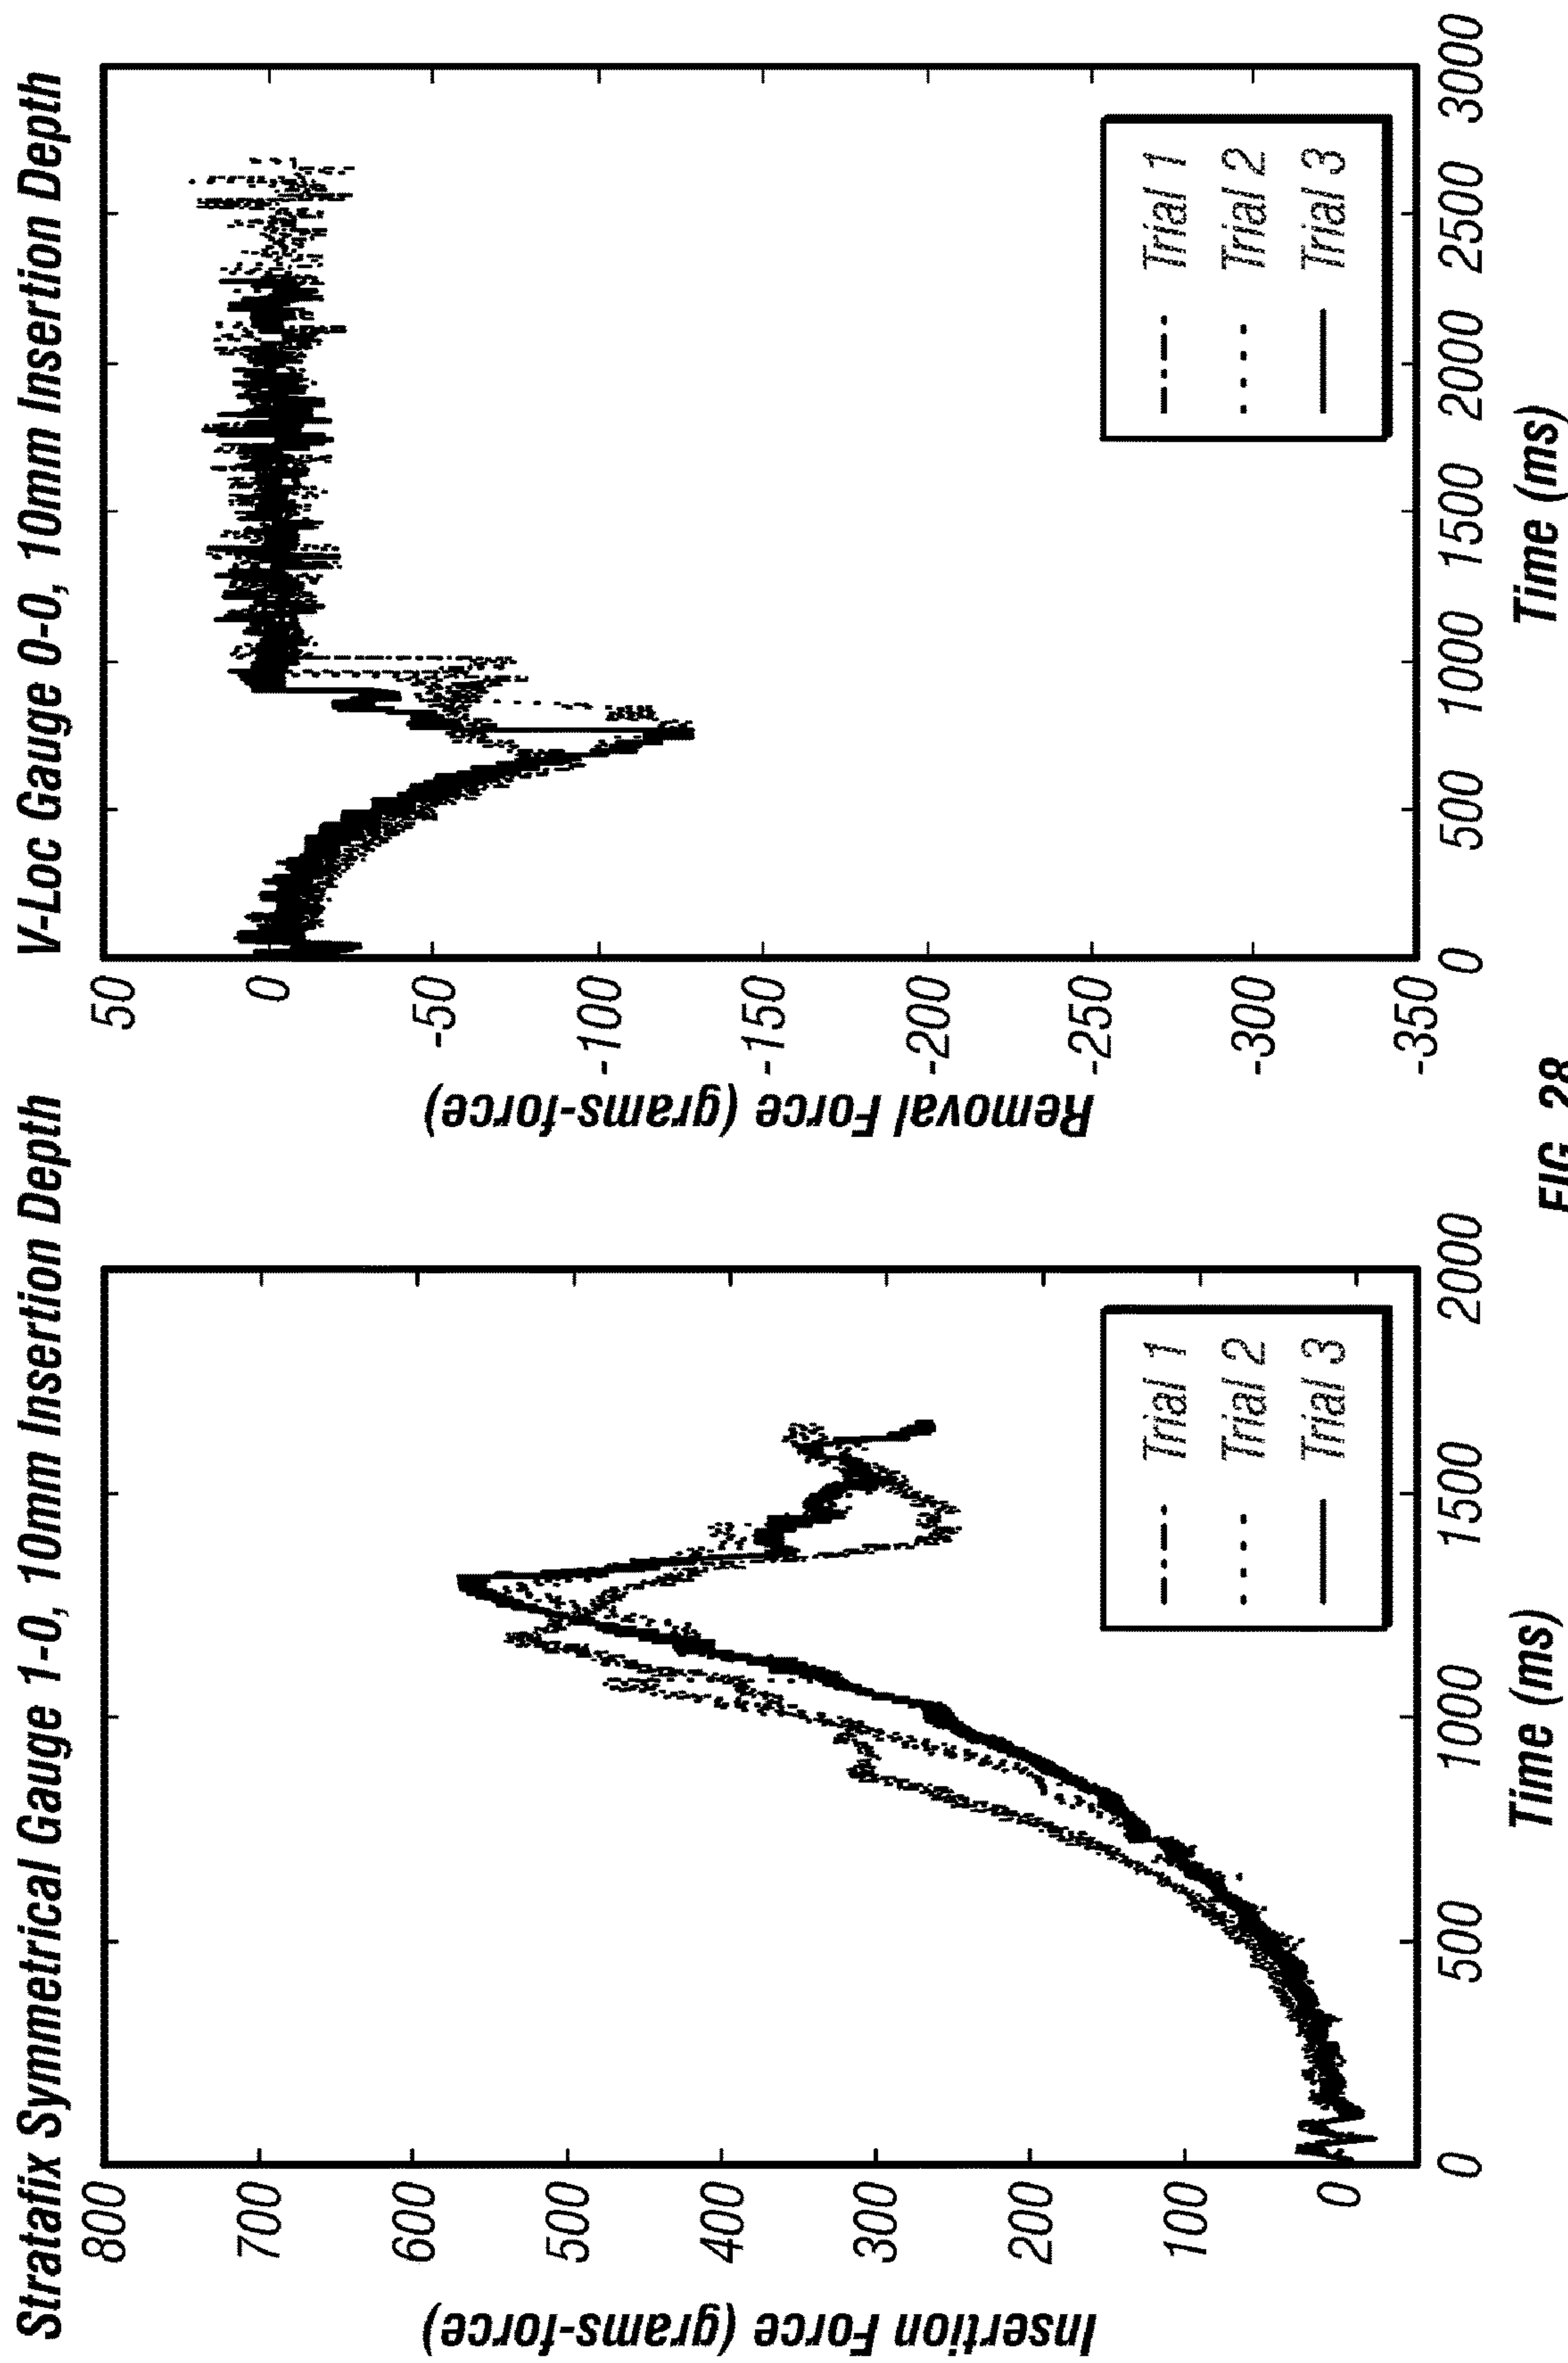 Stratafix Symmetrical Gauge 1-0, 10mm Insertion Depth
Insertion Force (grams-force)
800
700
600
500
400
300
200
100
0
0
500
1000
1500
2000
Time (ms)
Trial 1
Trial 2
Trial 3
V-Loc Gauge 0-0, 10mm Insertion Depth
Removal Force (grams-force)
50
0
-50
-100
-150
-200
-250
-300
-350
0
500
1000
1500
2000
2500
3000
Time (ms)
Trial 1
Trial 2
Trial 3
FIG. 28